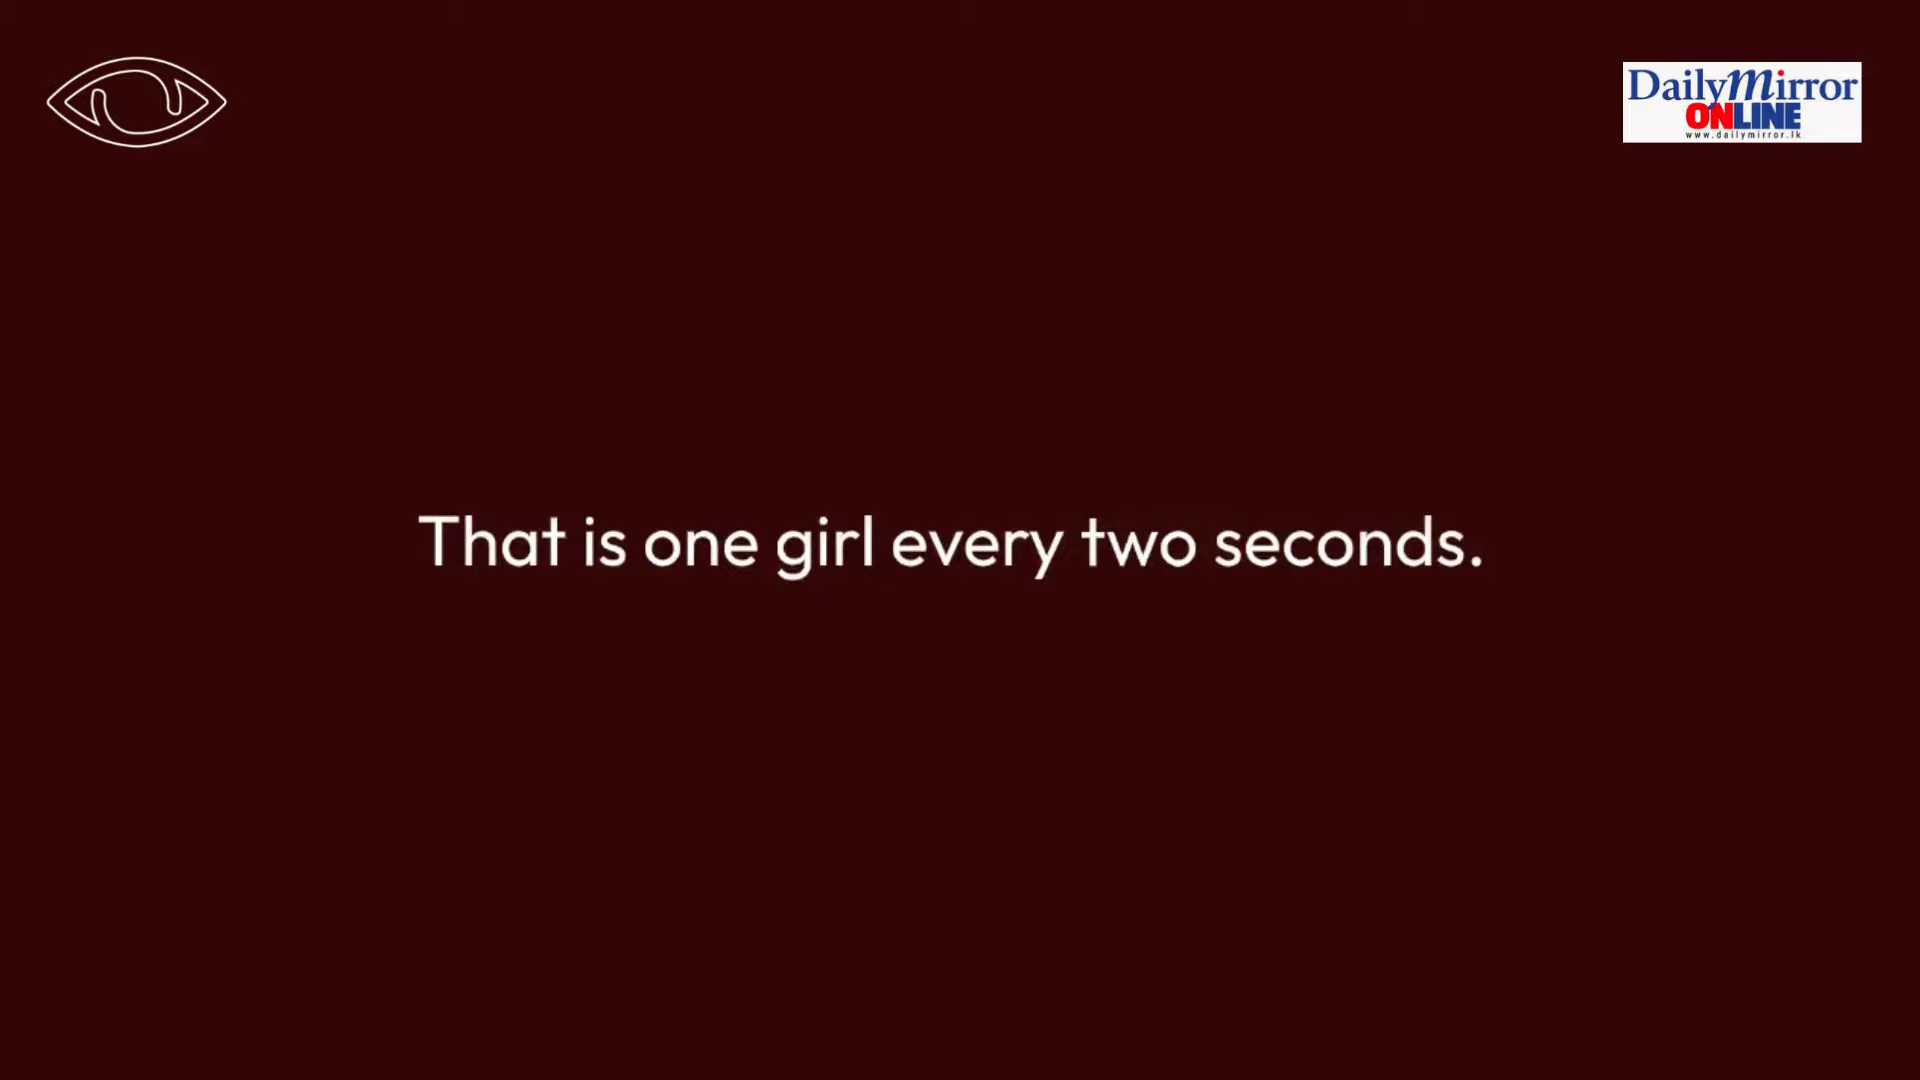 DailyMirror
ONLINE
www.dailymirror.lk
That is one girl every two seconds.